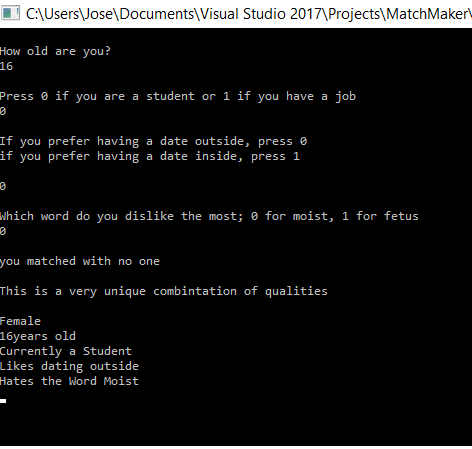 C:\Users\Jose\Documents\Visual Studio 2017\Projects\MatchMaker\
How old are you?
16
Press 0 if you are a student or 1 if you have a job
0
If you prefer having a date outside, press 0
if you prefer having a date inside, press 1
0
Which word do you dislike the most; 0 for moist, 1 for fetus
0
you matched with no one
This is a very unique combintation of qualities
Female
16years old
Currently a Student
Likes dating outside
Hates the Word Moist